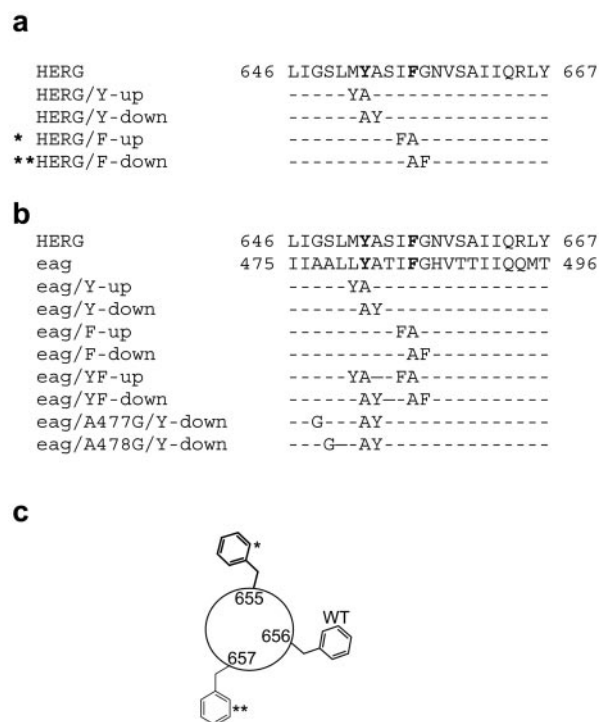 a
HERG 646 LIGSLMYASIFGNVSAIIQRLY 667
HERG/Y-up -----YA---------------
HERG/Y-down ------AY--------------
* HERG/F-up ---------FA-----------
**HERG/F-down ----------AF----------
b
HERG 646 LIGSLMYASIFGNVSAIIQRLY 667
eag 475 IIAALLYATIFGHVTTIIQQMT 496
eag/Y-up -----YA---------------
eag/Y-down ------AY--------------
eag/F-up ---------FA-----------
eag/F-down ----------AF----------
eag/YF-up -----YA—-FA-----------
eag/YF-down ------AY—-AF----------
eag/A477G/Y-down --G---AY--------------
eag/A478G/Y-down ---G—-AY--------------
c
*
655
WT
656
657
**